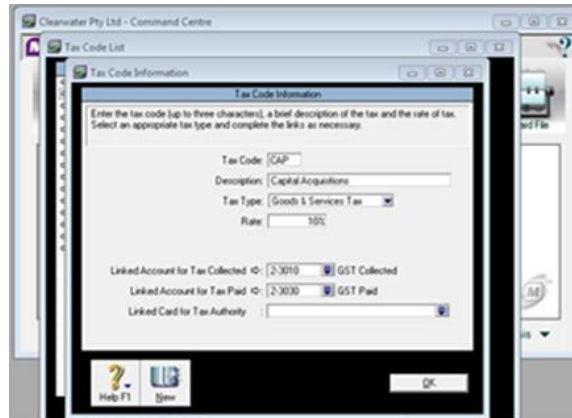 Clearwater Pty Ltd - Command Centre
Tax Code List
Tax Code Information
Tax Code Information
Enter the tax code (up to three characters), a brief description of the tax and the rate of tax.
Select an appropriate tax type and complete the links as necessary.
Tax Code: CAP
Description: Capital Acquistions
Tax Type: Goods & Services Tax
Rate: 10%
Linked Account for Tax Collected : 2-3010 GST Collected
Linked Account for Tax Paid : 2-3030 GST Paid
Linked Card for Tax Authority :
Help F1 New OK
File
M